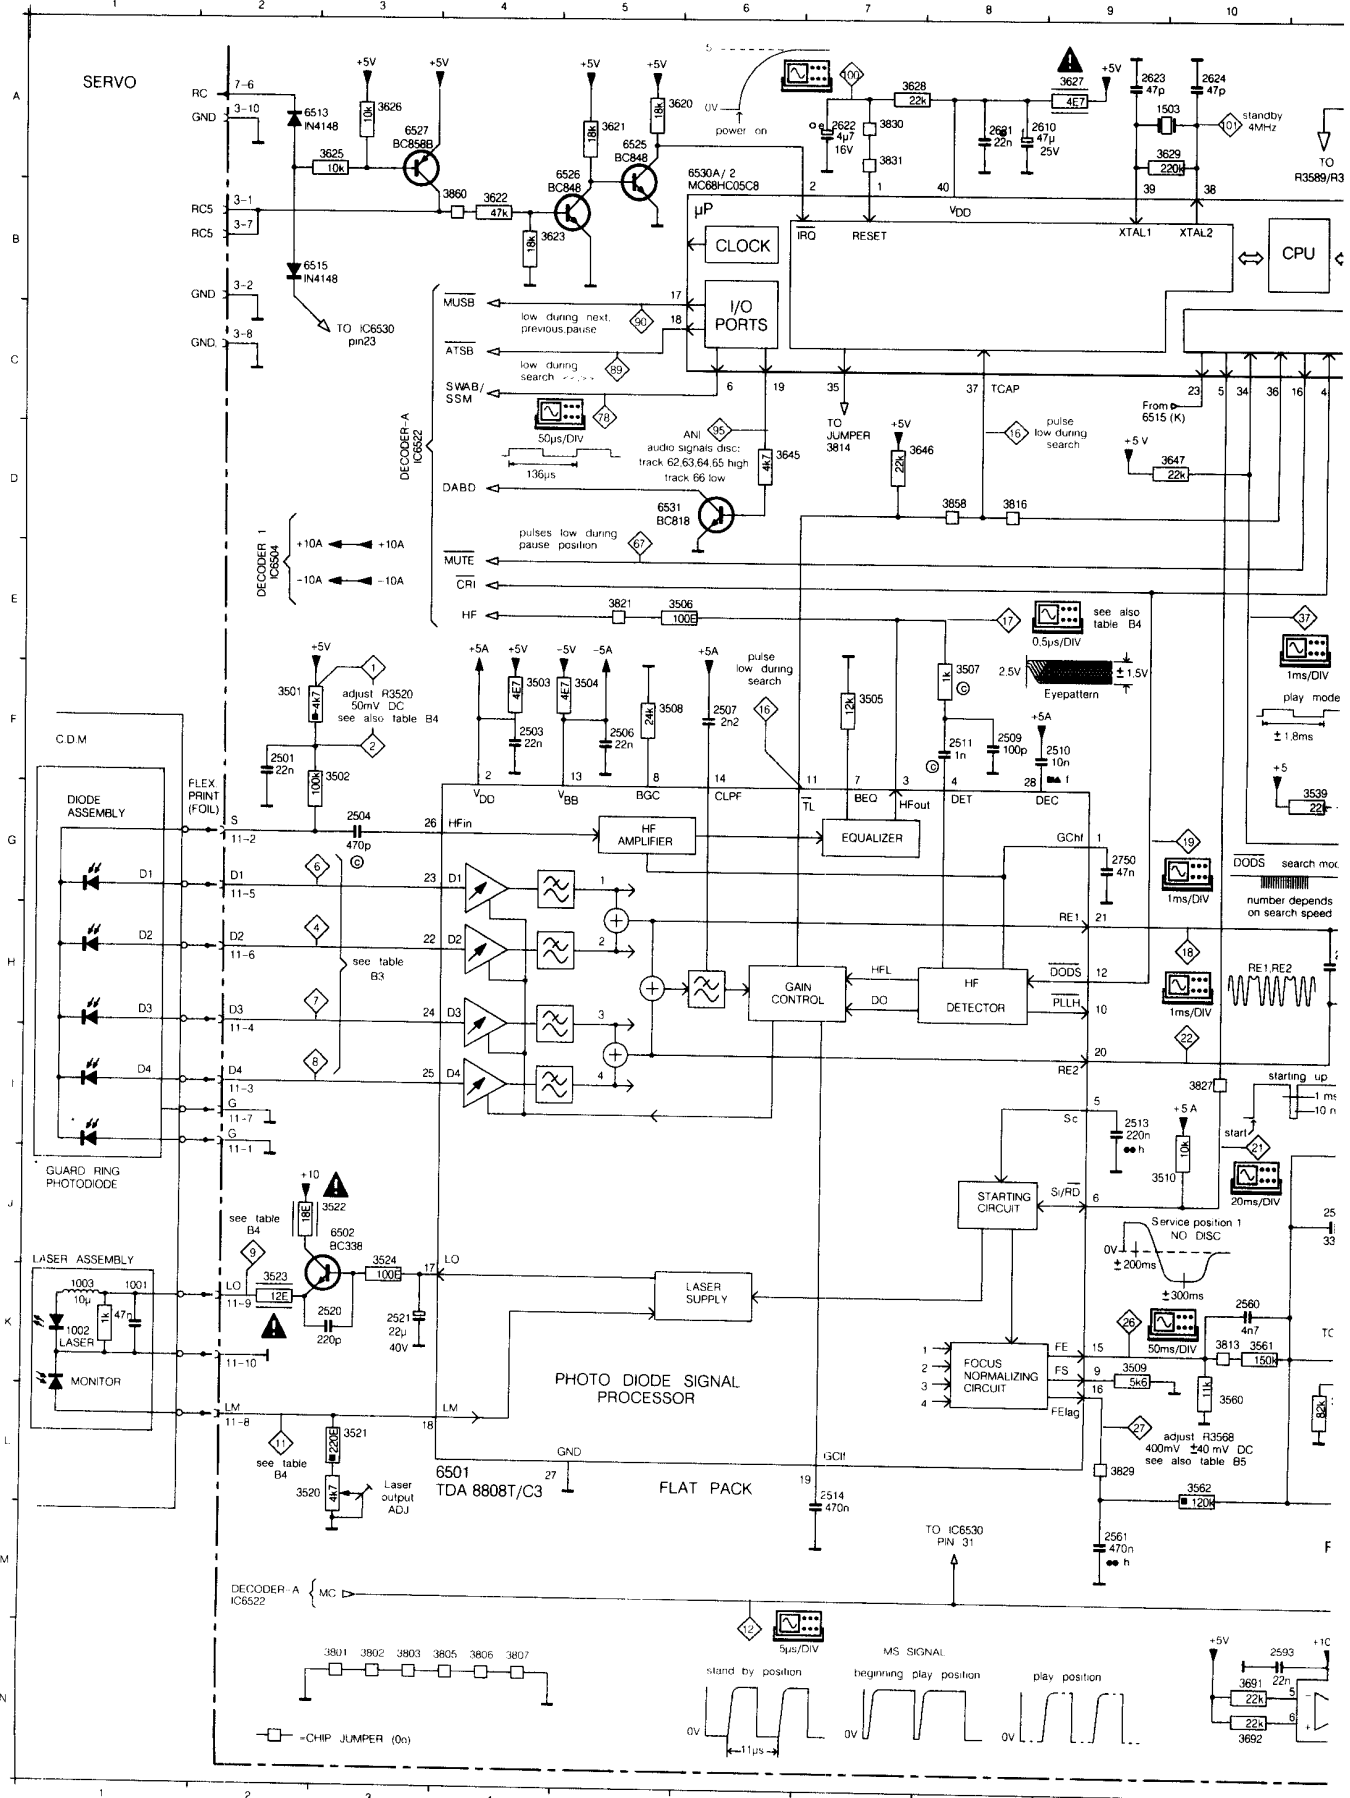 1 2 3 4 5 6 7 8 9 10
A
B
C
D
E
F
G
H
J
K
L
M
N
SERVO
RC 7-6
GND 3-10
RC5 3-1
RC5 3-7
GND 3-2
GND. 3-8
6513
IN4148
6515
IN4148
TO IC6530
pin23
+5V
3626
10k
3625
10k
6527
BC858B
3860
3622
47k
3623
18k
+5V
3621
18k
6526
BC848
+5V
3620
18k
6525
BC848
5
0V
power on
100
2622
4µ7
16V
3830
3831
3628
22k
22n
2610
47µ
25V
3627
4E7
+5V
2623
47p
2624
47p
1503
101
standby
4MHz
3629
220k
TO
R3589/R3
6530A/2
MC68HC05C8
2 1 40 39 38
µP
CLOCK
I/O
PORTS
IRQ
RESET
VDD
XTAL1
XTAL2
CPU
17
18
6 19 35 37 TCAP 23 5 34 36 16 4
DECODER-A
IC6522
MUSB
low during next,
previous,pause
90
ATSB
low during
search <<,>>
89
SWAB/
SSM
78
50µs/DIV
136µs
95
ANI
audio signals disc:
track 62,63,64,65 high
track 66 low
3645
4k7
TO
JUMPER
3814
+5V
3646
22k
16
pulse
low during
search
From
6515 (K)
+5 V
3647
22k
DABD
6531
BC818
3858
3816
MUTE
pulses low during
pause position
67
CRI
HF
3821
3506
100E
17
0.5µs/DIV
see also
table B4
37
1ms/DIV
play mode
± 1.8ms
DECODER 1
IC6504
+10A +10A
-10A -10A
+5V
3501
4k7
1
adjust R3520
50mV DC
see also table B4
2
2501
22n
3502
100k
+5A
+5V
4E7
3503
2503
22n
-5V
4E7
3504
-5A
2506
22n
24k
3508
+5A
2507
2n2
pulse
low during
search
16
12k
3505
1k
3507
©
2511
1n
©
2509
100p
+5A
2510
10n
2.5V
± 1.5V
Eyepattern
+5
3539
22
C.D.M
DIODE
ASSEMBLY
FLEX.
PRINT
(FOIL)
S
11-2
2504
470p
©
D1 D1
11-5
6
D2 D2
11-6
4
D3 D3
11-4
7
D4 D4
11-3
8
G
11-7
G
11-1
see table
B3
GUARD RING
PHOTODIODE
2 13 8 14 11 7 3 4 28
VDD VBB BGC CLPF TL BEQ HFout DET DEC
26 HFin
HF
AMPLIFIER
EQUALIZER
23 D1
22 D2
24 D3
25 D4
1
2
3
4
GAIN
CONTROL
HFL
DO
HF
DETECTOR
GChf 1
2750
47n
RE1 21
DODS 12
PLLH 10
20
RE2
19
1ms/DIV
18
1ms/DIV
22
DODS search mod
number depends
on search speed
RE1,RE2
3827
starting up
1 ms
start
21
20ms/DIV
5
Sc
2513
220n
h
+5 A
10k
3510
STARTING
CIRCUIT
SI/RD 6
Service position 1
NO DISC
0V
± 200ms
± 300ms
+10
18E
3522
see table
B4
9
6502
BC338
3524
100E
LO
17
LO
11-9
3523
12E
2520
220p
2521
22µ
40V
LASER ASSEMBLY
1003
10µ
1001
47n
1k
1002
LASER
MONITOR
11-10
LM
11-8
11
see table
B4
3521
220E
3520
4k7
Laser
output
ADJ
LM
18
LASER
SUPPLY
PHOTO DIODE SIGNAL
PROCESSOR
1
2
3
4
FOCUS
NORMALIZING
CIRCUIT
FE 15
FS 9
16
FElag
26
50ms/DIV
3509
5k6
2560
4n7
3813 3561
150k
11k
3560
82k
27
adjust R3568
400mV ±40 mV DC
see also table B5
3829
3562
120k
2561
470n
h
6501
TDA 8808T/C3
GND
27
FLAT PACK
GClf
19
2514
470n
TO IC6530
PIN 31
DECODER-A
IC6522
MC
12
5µs/DIV
3801 3802 3803 3805 3806 3807
=CHIP JUMPER (0Ω)
MS SIGNAL
stand by position
beginning play position
play position
0V
11µs
0V
0V
+5V
2593
22n
3691
22k
5
22k
6
3692